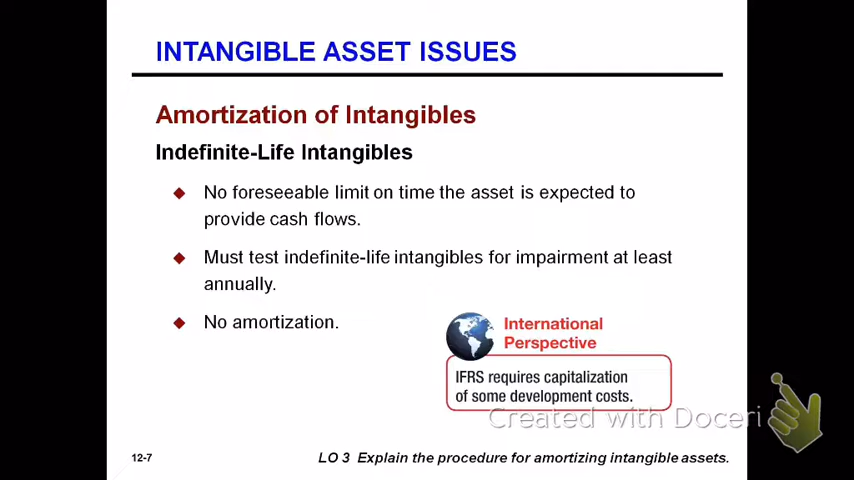 INTANGIBLE ASSET ISSUES
Amortization of Intangibles
Indefinite-Life Intangibles
No foreseeable limit on time the asset is expected to
provide cash flows.
Must test indefinite-life intangibles for impairment at least
annually.
No amortization.
International
Perspective
IFRS requires capitalization
of some development costs.
Created with Doceri
12-7
LO 3 Explain the procedure for amortizing intangible assets.